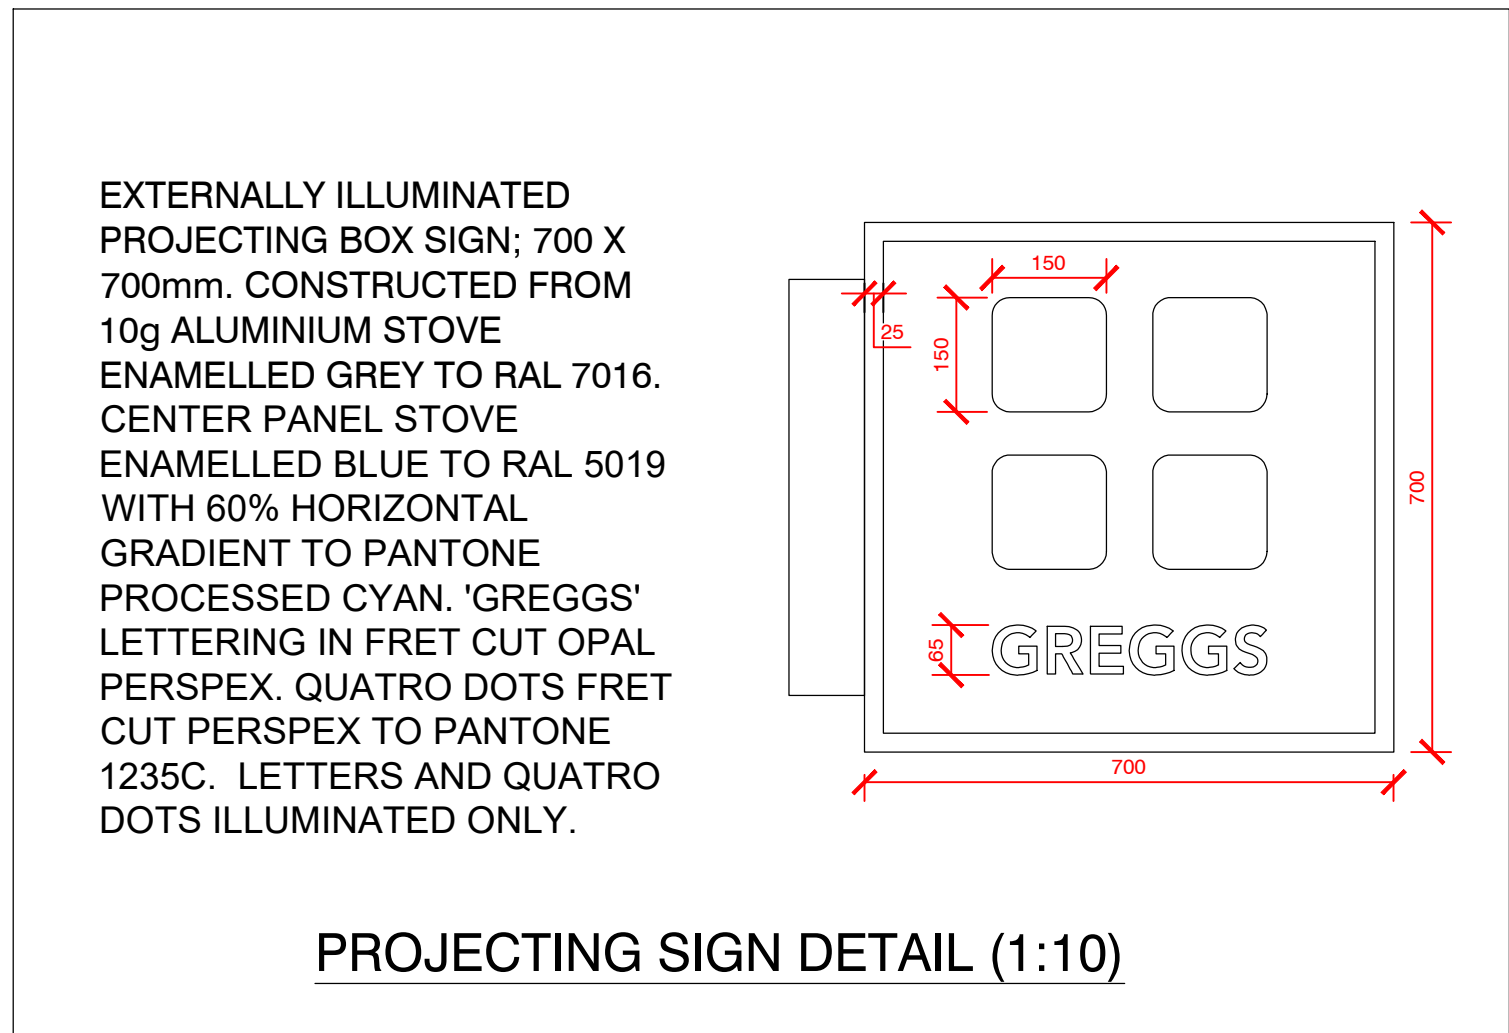 EXTERNALLY ILLUMINATED
PROJECTING BOX SIGN; 700 X
700mm. CONSTRUCTED FROM
10g ALUMINIUM STOVE
ENAMELLED GREY TO RAL 7016.
CENTER PANEL STOVE
ENAMELLED BLUE TO RAL 5019
WITH 60% HORIZONTAL
GRADIENT TO PANTONE
PROCESSED CYAN. 'GREGGS'
LETTERING IN FRET CUT OPAL
PERSPEX. QUATRO DOTS FRET
CUT PERSPEX TO PANTONE
1235C.  LETTERS AND QUATRO
DOTS ILLUMINATED ONLY.
150
25
150
700
65
GREGGS
700
PROJECTING SIGN DETAIL (1:10)